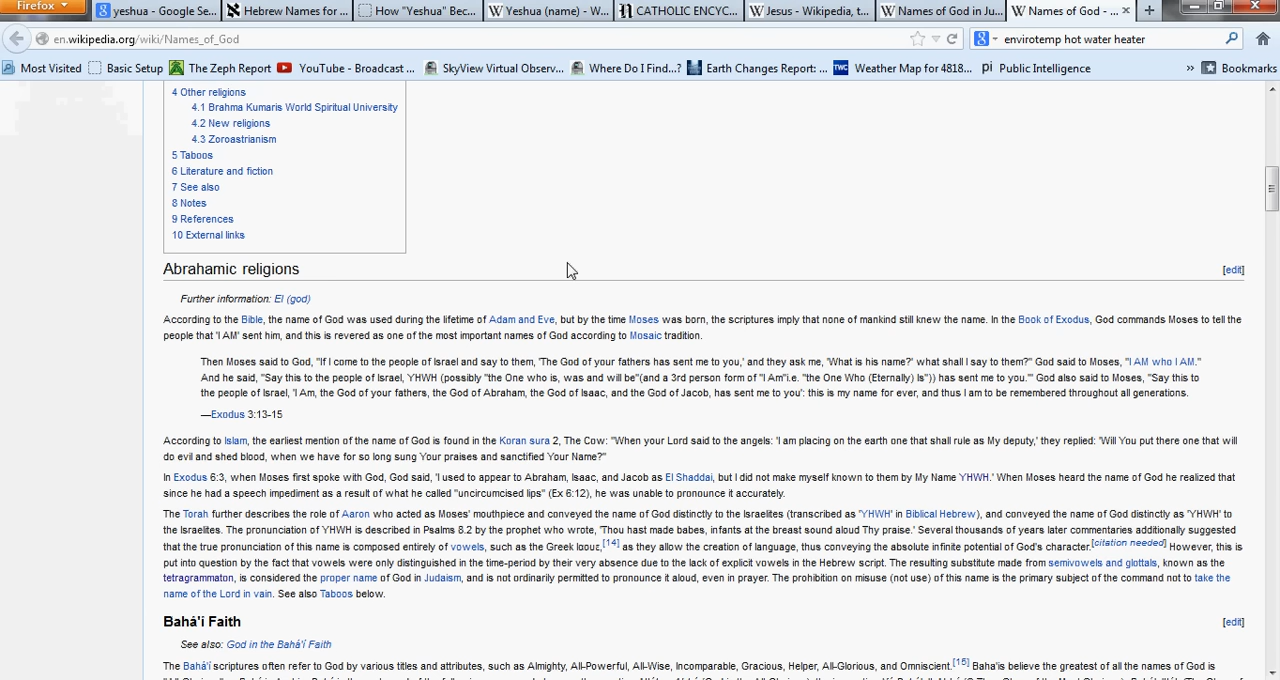 Firefox
yeshua - Google Se...
Hebrew Names for ...
How "Yeshua" Bec...
Yeshua (name) - W...
CATHOLIC ENCYC...
Jesus - Wikipedia, t...
Names of God in Ju...
Names of God - ...
en.wikipedia.org/wiki/Names_of_God
envirotemp hot water heater
Most Visited
Basic Setup
The Zeph Report
YouTube - Broadcast ...
SkyView Virtual Observ...
Where Do I Find...?
Earth Changes Report: ...
Weather Map for 4818...
Public Intelligence
Bookmarks
4 Other religions
4.1 Brahma Kumaris World Spiritual University
4.2 New religions
4.3 Zoroastrianism
5 Taboos
6 Literature and fiction
7 See also
8 Notes
9 References
10 External links
Abrahamic religions [edit]
Further information: El (god)
According to the Bible, the name of God was used during the lifetime of Adam and Eve, but by the time Moses was born, the scriptures imply that none of mankind still knew the name. In the Book of Exodus, God commands Moses to tell the
people that 'I AM' sent him, and this is revered as one of the most important names of God according to Mosaic tradition.
Then Moses said to God, "If I come to the people of Israel and say to them, 'The God of your fathers has sent me to you,' and they ask me, 'What is his name?' what shall I say to them?" God said to Moses, "I AM who I AM."
And he said, "Say this to the people of Israel, YHWH (possibly "the One who is, was and will be"(and a 3rd person form of "I Am"i.e. "the One Who (Eternally) Is")) has sent me to you.'" God also said to Moses, "Say this to
the people of Israel, 'I Am, the God of your fathers, the God of Abraham, the God of Isaac, and the God of Jacob, has sent me to you': this is my name for ever, and thus I am to be remembered throughout all generations.
—Exodus 3:13-15
According to Islam, the earliest mention of the name of God is found in the Koran sura 2, The Cow: "When your Lord said to the angels: 'I am placing on the earth one that shall rule as My deputy,' they replied: 'Will You put there one that will
do evil and shed blood, when we have for so long sung Your praises and sanctified Your Name?"
In Exodus 6:3, when Moses first spoke with God, God said, 'I used to appear to Abraham, Isaac, and Jacob as El Shaddai, but I did not make myself known to them by My Name 'YHWH.' When Moses heard the name of God he realized that
since he had a speech impediment as a result of what he called "uncircumcised lips" (Ex 6:12), he was unable to pronounce it accurately.
The Torah further describes the role of Aaron who acted as Moses' mouthpiece and conveyed the name of God distinctly to the Israelites (transcribed as 'YHWH' in Biblical Hebrew), and conveyed the name of God distinctly as 'YHWH' to
the Israelites. The pronunciation of YHWH is described in Psalms 8.2 by the prophet who wrote, 'Thou hast made babes, infants at the breast sound aloud Thy praise.' Several thousands of years later commentaries additionally suggested
that the true pronunciation of this name is composed entirely of vowels, such as the Greek Ιαουε,[14] as they allow the creation of language, thus conveying the absolute infinite potential of God's character.[citation needed] However, this is
put into question by the fact that vowels were only distinguished in the time-period by their very absence due to the lack of explicit vowels in the Hebrew script. The resulting substitute made from semivowels and glottals, known as the
tetragrammaton, is considered the proper name of God in Judaism, and is not ordinarily permitted to pronounce it aloud, even in prayer. The prohibition on misuse (not use) of this name is the primary subject of the command not to take the
name of the Lord in vain. See also Taboos below.
Bahá'í Faith [edit]
See also: God in the Bahá'í Faith
The Bahá'í scriptures often refer to God by various titles and attributes, such as Almighty, All-Powerful, All-Wise, Incomparable, Gracious, Helper, All-Glorious, and Omniscient.[15] Baha'is believe the greatest of all the names of God is